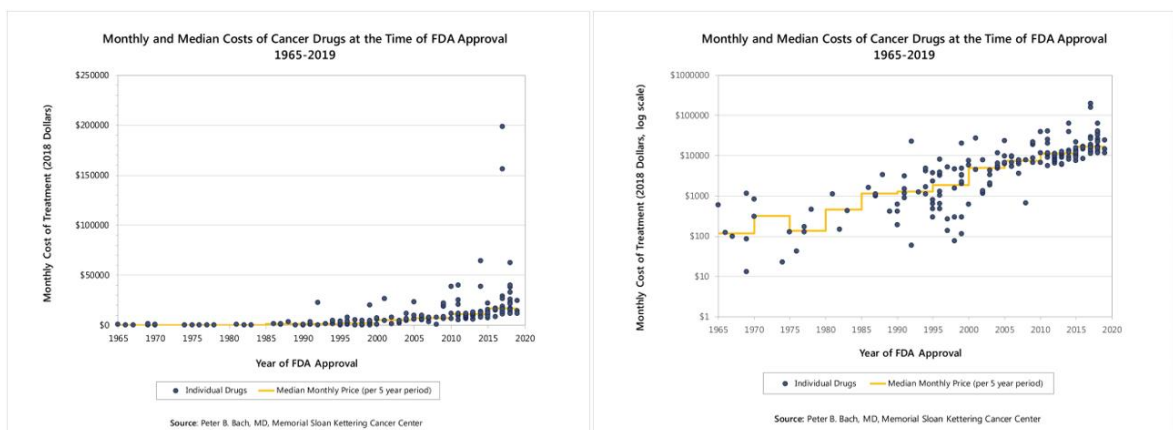 Monthly and Median Costs of Cancer Drugs at the Time of FDA Approval
1965-2019
Monthly Cost of Treatment (2018 Dollars)
$250000
$200000
$150000
$100000
$50000
$0
1965 1970 1975 1980 1985 1990 1995 2000 2005 2010 2015 2020
Year of FDA Approval
Individual Drugs Median Monthly Price (per 5 year period)
Source: Peter B. Bach, MD, Memorial Sloan Kettering Cancer Center
Monthly and Median Costs of Cancer Drugs at the Time of FDA Approval
1965-2019
Monthly Cost of Treatment (2018 Dollars, log scale)
$1000000
$100000
$10000
$1000
$100
$10
$1
1965 1970 1975 1980 1985 1990 1995 2000 2005 2010 2015 2020
Year of FDA Approval
Individual Drugs Median Monthly Price (per 5 year period)
Source: Peter B. Bach, MD, Memorial Sloan Kettering Cancer Center